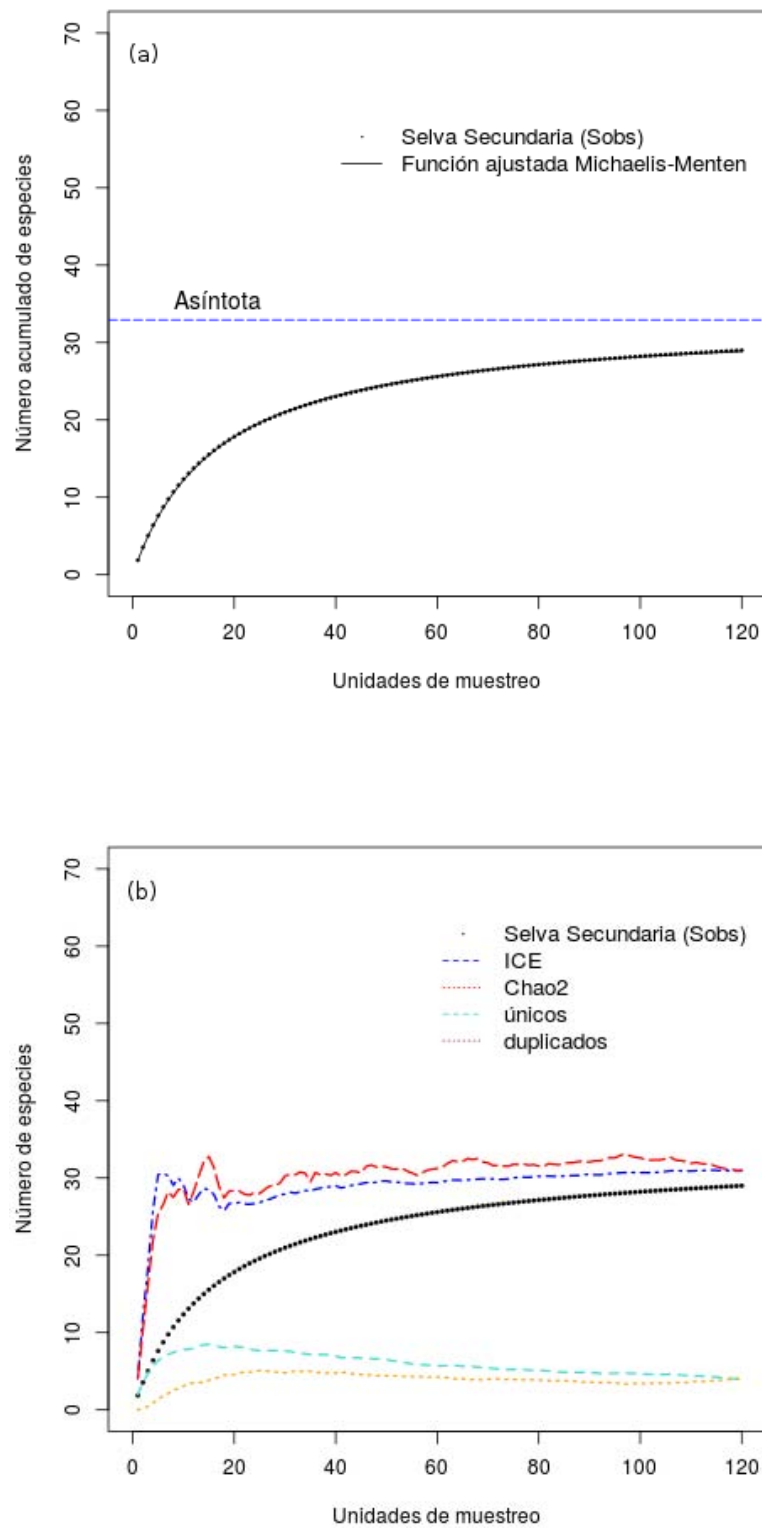 (a)
70
60
50
40
30
20
10
0
Número acumulado de especies
Selva Secundaria (Sobs)
Función ajustada Michaelis-Menten
Asíntota
0 20 40 60 80 100 120
Unidades de muestreo
(b)
70
60
50
40
30
20
10
0
Número de especies
Selva Secundaria (Sobs)
ICE
Chao2
únicos
duplicados
0 20 40 60 80 100 120
Unidades de muestreo